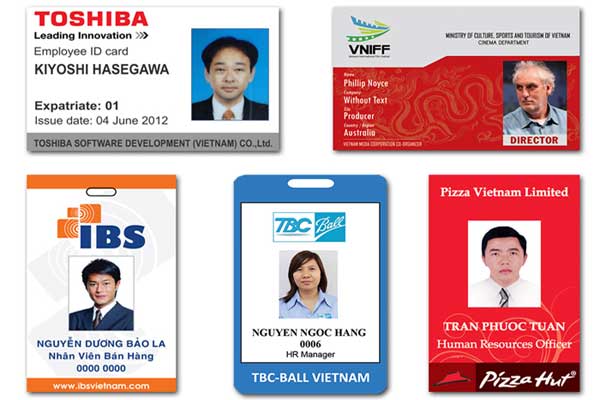 TOSHIBA
Leading Innovation >>>
Employee ID card
KIYOSHI HASEGAWA
Expatriate: 01
Issue date: 04 June 2012
TOSHIBA SOFTWARE DEVELOPMENT (VIETNAM) CO.,Ltd.
VNIFF
MINISTRY OF CULTURE, SPORTS AND TOURISM OF VIETNAM
CINEMA DEPARTMENT
Name
Phillip Noyce
Company
Without Text
Title
Producer
Country / Region
Australia
VIETNAM MEDIA CORPORATION CO-ORGANIZER
DIRECTOR
IBS
NGUYỄN DƯƠNG BẢO LA
Nhân Viên Bán Hàng
0000 0000
www.ibsvietnam.com
TBC Ball
NGUYEN NGOC HANG
0006
HR Manager
TBC-BALL VIETNAM
Pizza Vietnam Limited
TRAN PHUOC TUAN
Human Resources Officer
Pizza Hut®